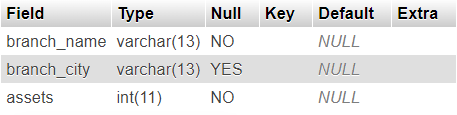 Field Type Null Key Default Extra
branch_name varchar(13) NO NULL
branch_city varchar(13) YES NULL
assets int(11) NO NULL